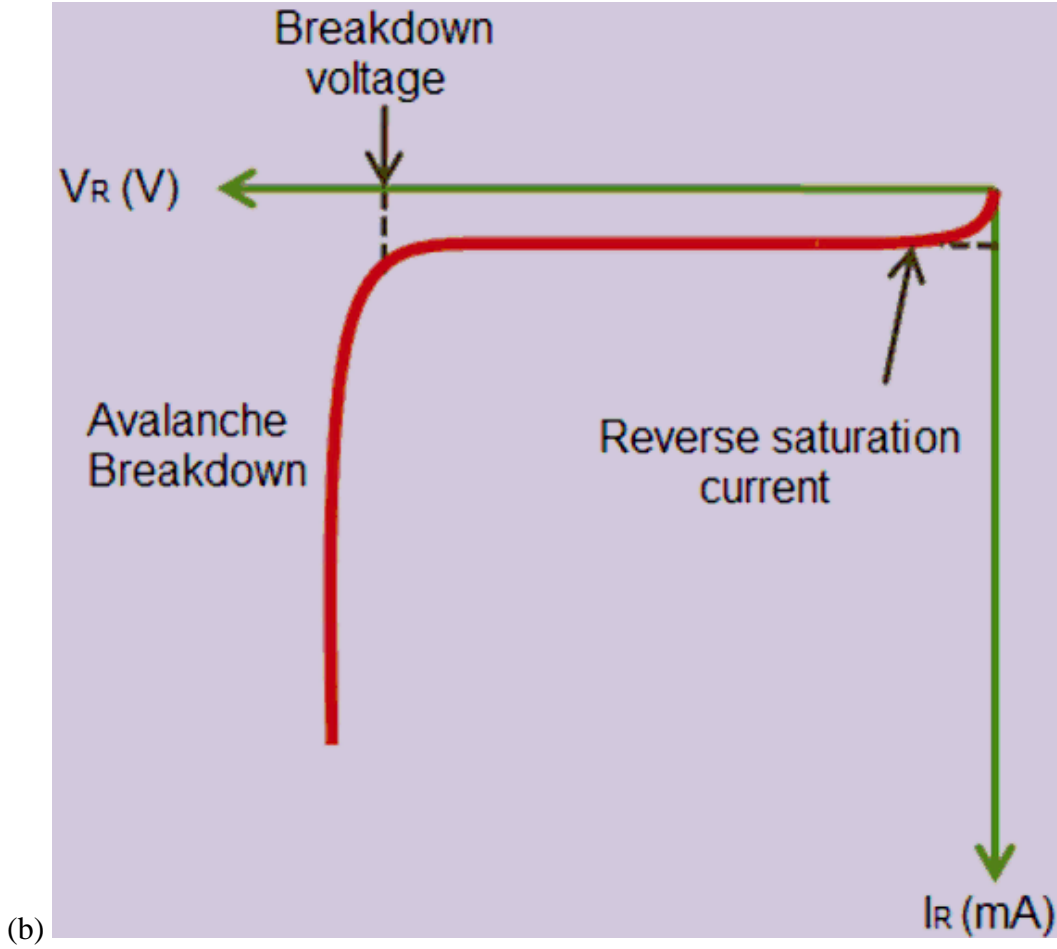 Breakdown
voltage
VR (V)
Avalanche
Breakdown
Reverse saturation
current
IR (mA)
(b)